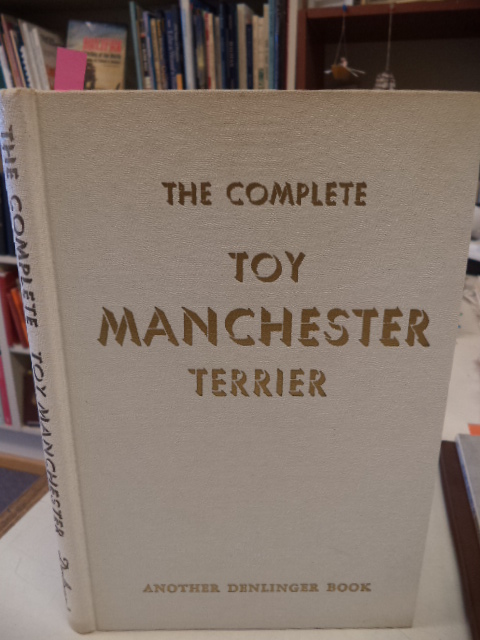 THE COMPLETE
TOY
MANCHESTER
TERRIER
ANOTHER DENLINGER BOOK
THE COMPLETE TOY MANCHESTER